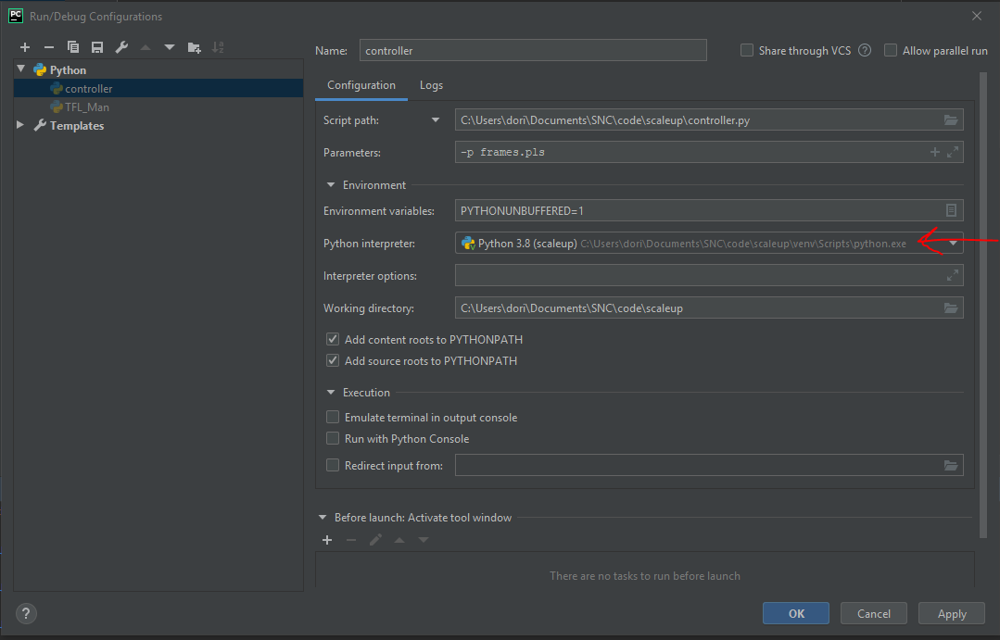 PC Run/Debug Configurations
Name: controller Share through VCS ? Allow parallel run
Python
controller
TFL_Man
Templates
Configuration Logs
Script path: C:\Users\dori\Documents\SNC\code\scaleup\controller.py
Parameters: -p frames.pls
Environment
Environment variables: PYTHONUNBUFFERED=1
Python interpreter: Python 3.8 (scaleup) C:\Users\dori\Documents\SNC\code\scaleup\venv\Scripts\python.exe
Interpreter options:
Working directory: C:\Users\dori\Documents\SNC\code\scaleup
Add content roots to PYTHONPATH
Add source roots to PYTHONPATH
Execution
Emulate terminal in output console
Run with Python Console
Redirect input from:
Before launch: Activate tool window
There are no tasks to run before launch
? OK Cancel Apply